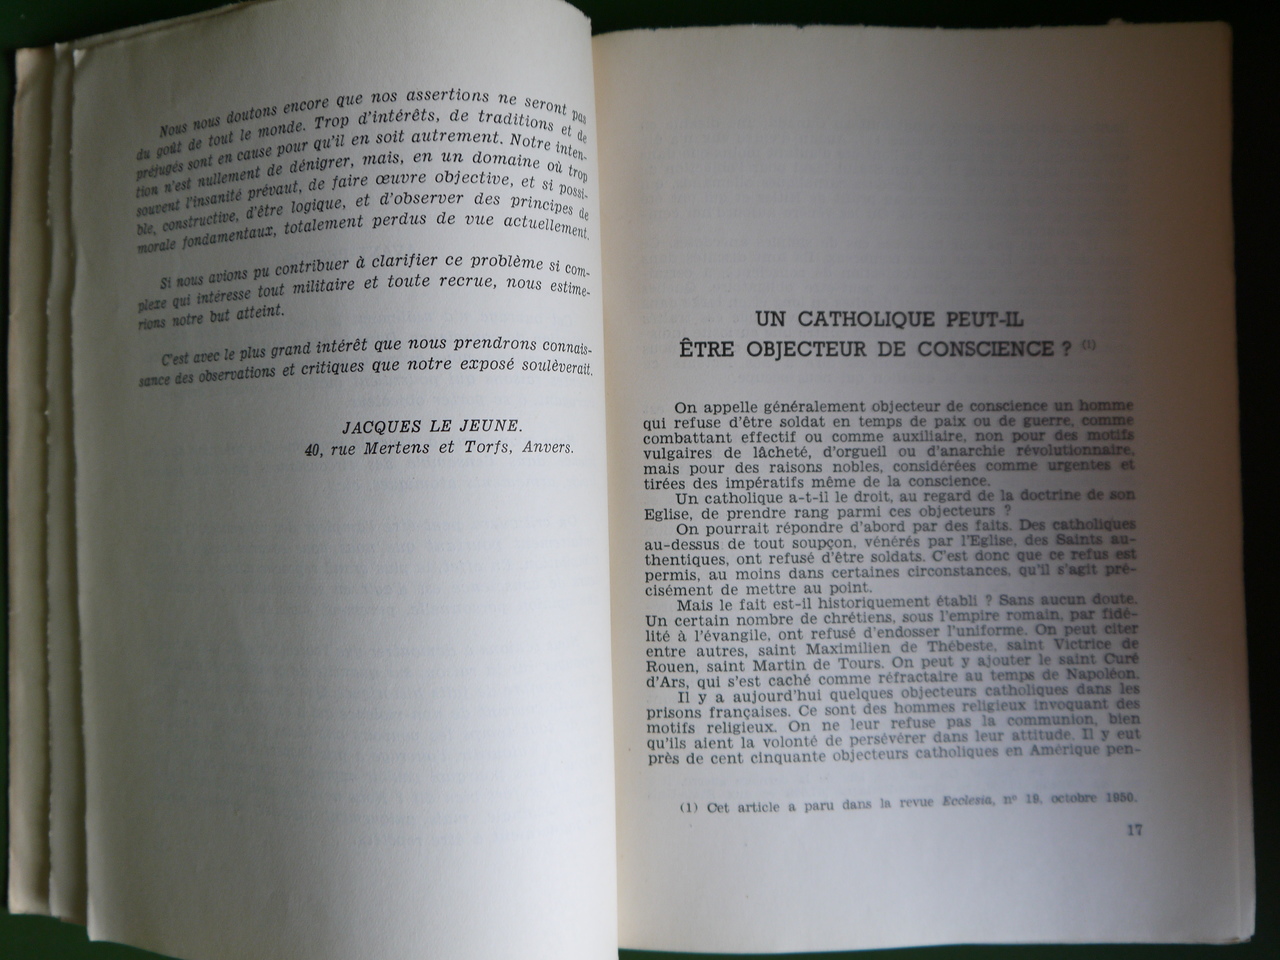 Nous nous doutons encore que nos assertions ne seront pas
du goût de tout le monde. Trop d'intérêts, de traditions et de
préjugés sont en cause pour qu'il en soit autrement. Notre inten-
tion n'est nullement de dénigrer, mais, en un domaine où trop
souvent l'insanité prévaut, de faire œuvre objective, et si possi-
ble, constructive, d'être logique, et d'observer des principes de
morale fondamentaux, totalement perdus de vue actuellement.
Si nous avions pu contribuer à clarifier ce problème si com-
plexe qui intéresse tout militaire et toute recrue, nous estime-
rions notre but atteint.
C'est avec le plus grand intérêt que nous prendrons connais-
sance des observations et critiques que notre exposé soulèverait.
JACQUES LE JEUNE.
40, rue Mertens et Torfs, Anvers.
UN CATHOLIQUE PEUT-IL
ÊTRE OBJECTEUR DE CONSCIENCE ? (1)
On appelle généralement objecteur de conscience un homme
qui refuse d'être soldat en temps de paix ou de guerre, comme
combattant effectif ou comme auxiliaire, non pour des motifs
vulgaires de lâcheté, d'orgueil ou d'anarchie révolutionnaire,
mais pour des raisons nobles, considérées comme urgentes et
tirées des impératifs même de la conscience.
Un catholique a-t-il le droit, au regard de la doctrine de son
Eglise, de prendre rang parmi ces objecteurs ?
On pourrait répondre d'abord par des faits. Des catholiques
au-dessus de tout soupçon, vénérés par l'Eglise, des Saints au-
thentiques, ont refusé d'être soldats. C'est donc que ce refus est
permis, au moins dans certaines circonstances, qu'il s'agit pré-
cisément de mettre au point.
Mais le fait est-il historiquement établi ? Sans aucun doute.
Un certain nombre de chrétiens, sous l'empire romain, par fidé-
lité à l'évangile, ont refusé d'endosser l'uniforme. On peut citer
entre autres, saint Maximilien de Thébeste, saint Victrice de
Rouen, saint Martin de Tours. On peut y ajouter le saint Curé
d'Ars, qui s'est caché comme réfractaire au temps de Napoléon.
Il y a aujourd'hui quelques objecteurs catholiques dans les
prisons françaises. Ce sont des hommes religieux invoquant des
motifs religieux. On ne leur refuse pas la communion, bien
qu'ils aient la volonté de persévérer dans leur attitude. Il y eut
près de cent cinquante objecteurs catholiques en Amérique pen-
(1) Cet article a paru dans la revue Ecclesia, n° 19, octobre 1950.
17